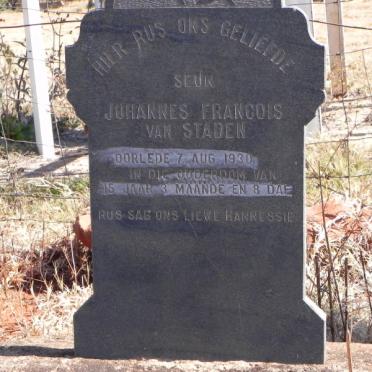 HIER RUS ONS GELIEFDE
SEUN
JOHANNES FRANCOIS
VAN STADEN
OORLEDE 7 AUG. 1930
IN DIE OUDERDOM VAN
15 JAAR 3 MAANDE EN 8 DAE
RUS SAG ONS LIEWE HANNESSIE